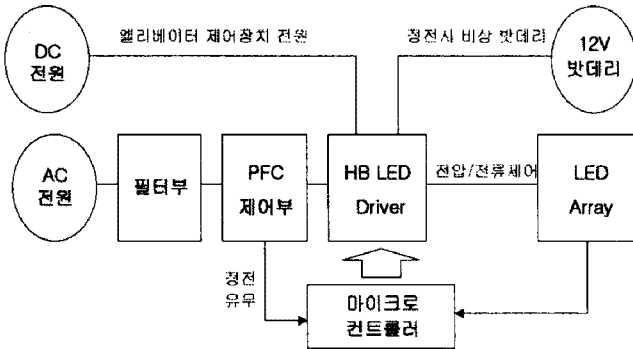 DC
전원
엘리베이터 제어장치 전원
정전시 비상 밧데리
12V
밧데리
AC
전원
필터부
PFC
제어부
HB LED
Driver
전압/전류제어
LED
Array
정전
유무
마이크로
컨트롤러